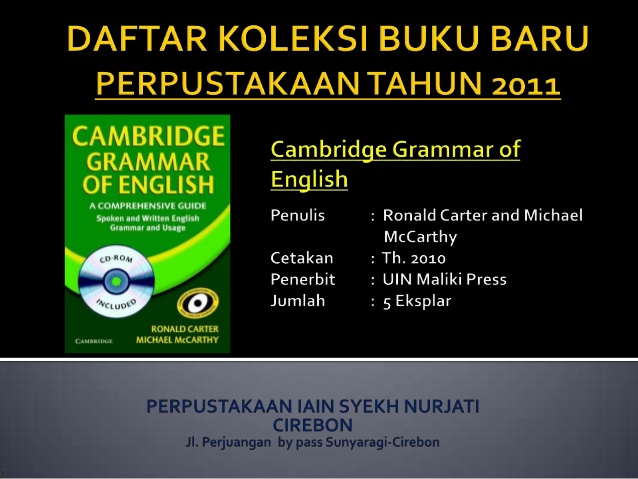 DAFTAR KOLEKSI BUKU BARU
PERPUSTAKAAN TAHUN 2011
CAMBRIDGE
GRAMMAR
OF ENGLISH
A COMPREHENSIVE GUIDE
Spoken and Written English
Grammar and Usage
CD-ROM
INCLUDED
CAMBRIDGE
RONALD CARTER
MICHAEL McCARTHY
Cambridge Grammar of
English
Penulis : Ronald Carter and Michael
McCarthy
Cetakan : Th. 2010
Penerbit : UIN Maliki Press
Jumlah : 5 Eksplar
PERPUSTAKAAN IAIN SYEKH NURJATI
CIREBON
Jl. Perjuangan by pass Sunyaragi-Cirebon